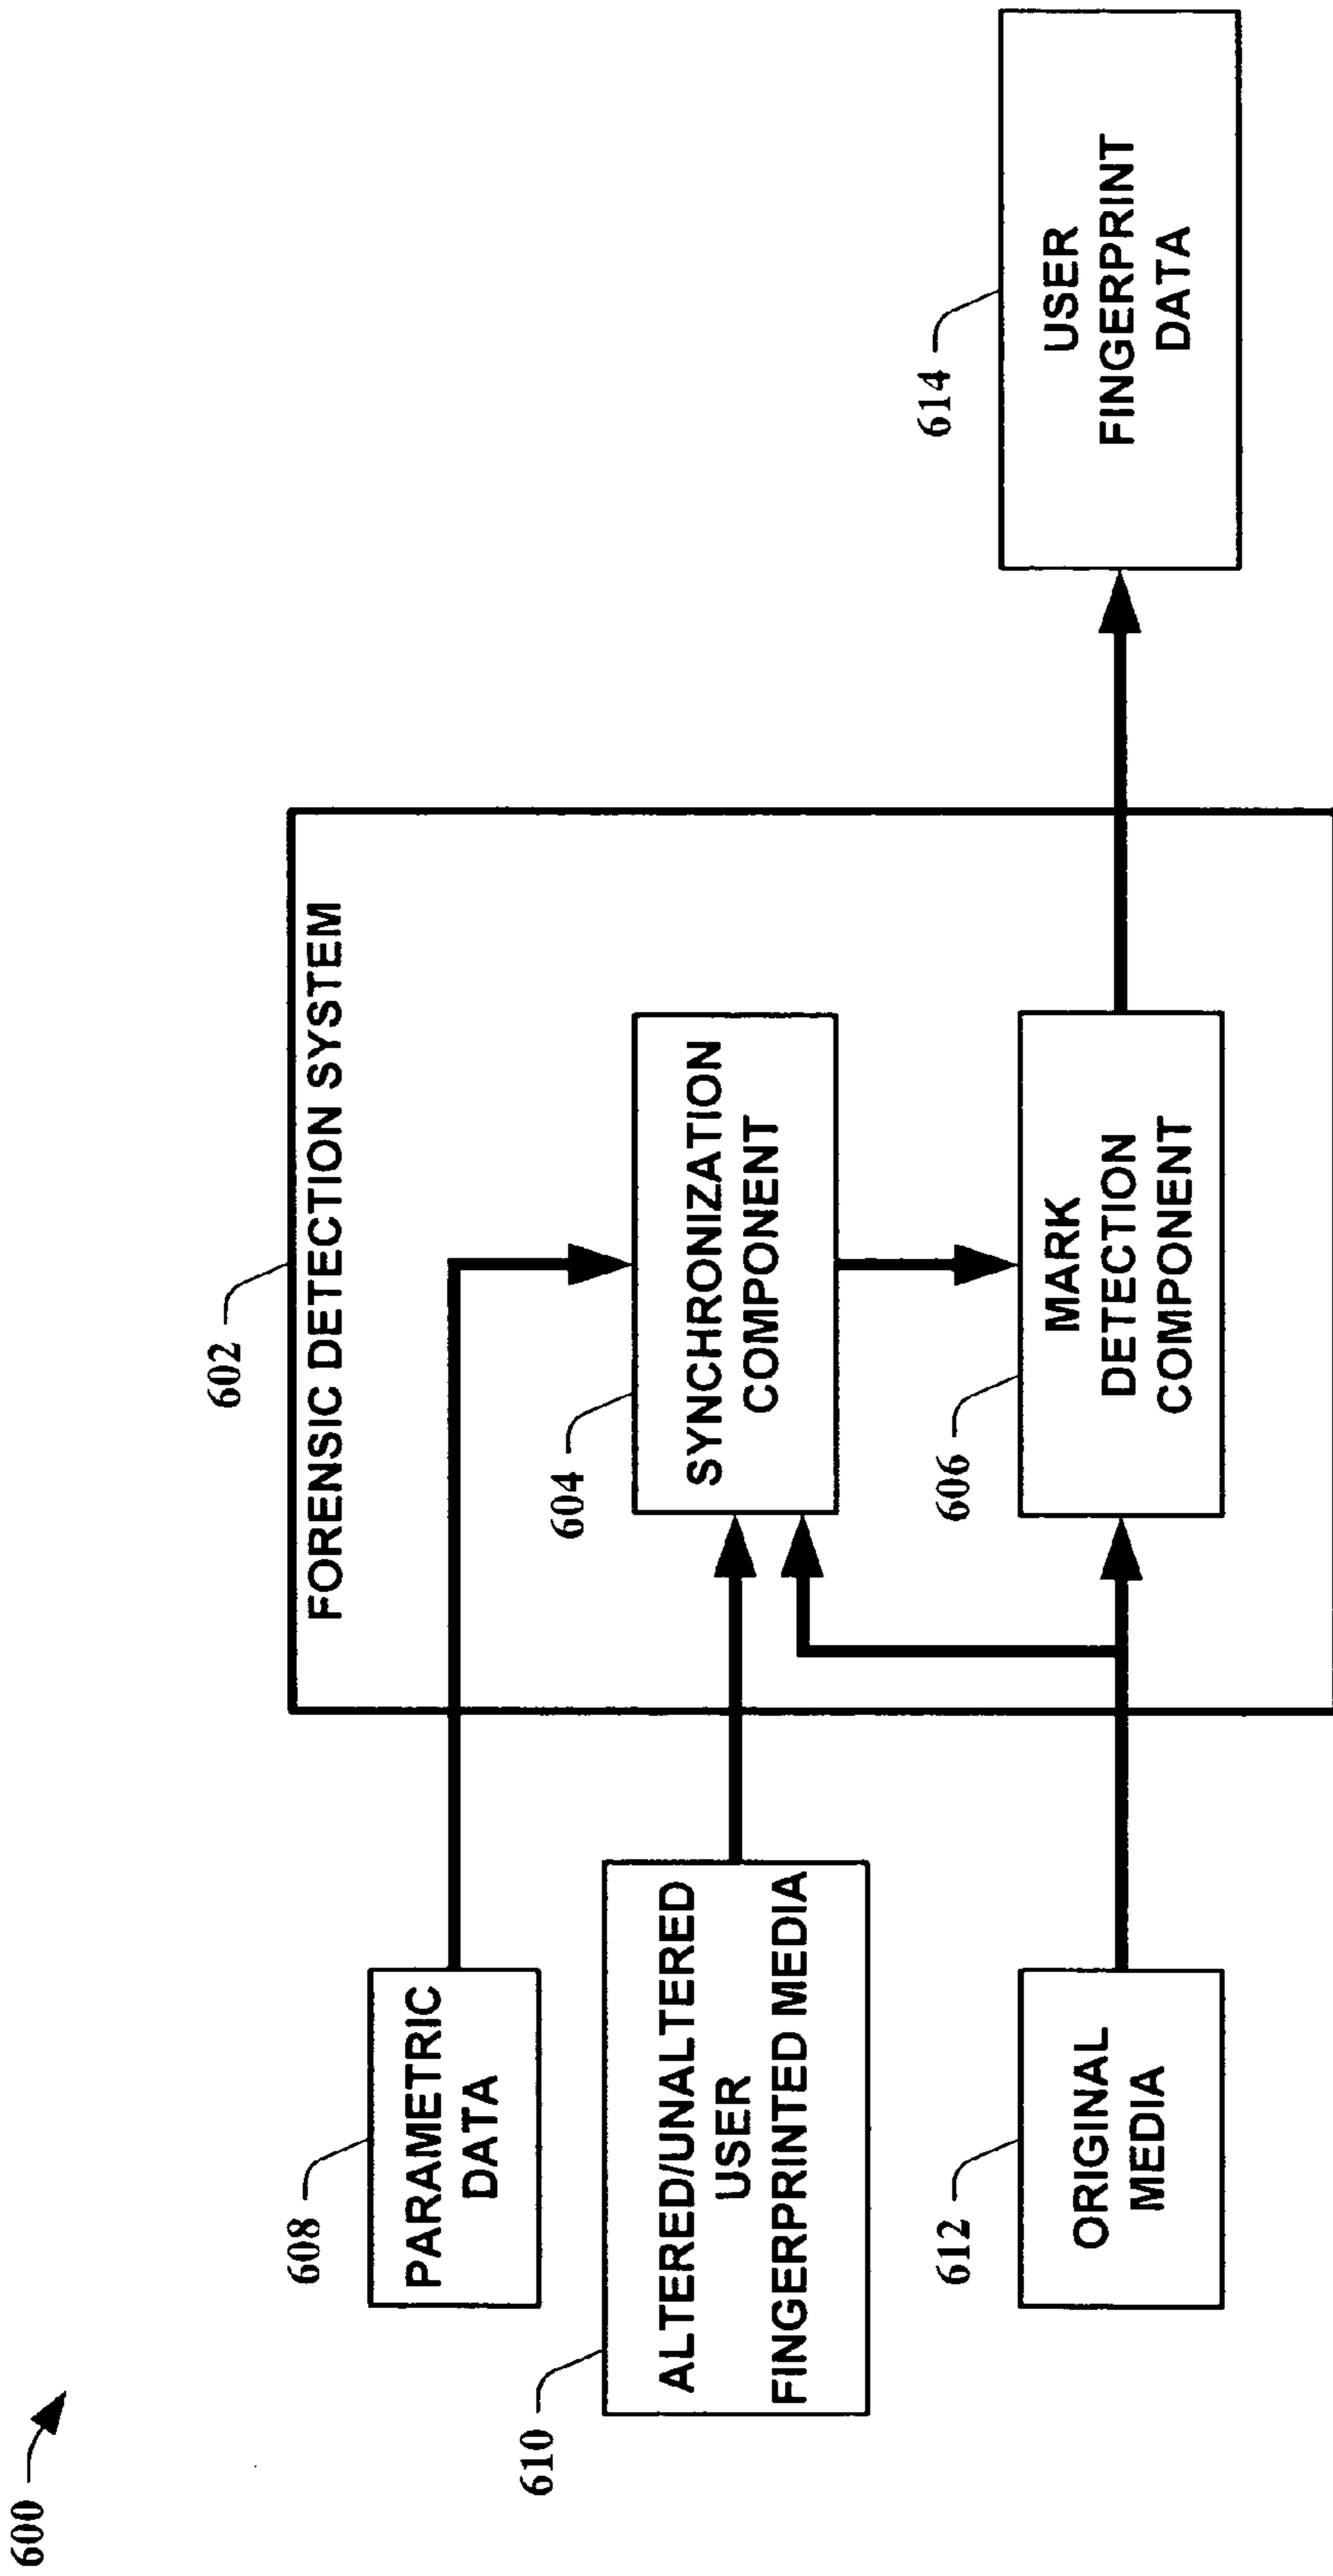 600
602
FORENSIC DETECTION SYSTEM
608
PARAMETRIC
DATA
604
SYNCHRONIZATION
COMPONENT
610
ALTERED/UNALTERED
USER
FINGERPRINTED MEDIA
606
MARK
DETECTION
COMPONENT
612
ORIGINAL
MEDIA
614
USER
FINGERPRINT
DATA